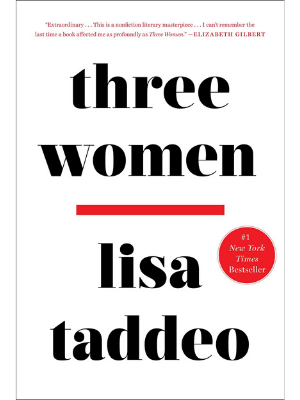 "Extraordinary . . . This is a nonfiction literary masterpiece . . . I can't remember the
last time a book affected me as profoundly as Three Women." —ELIZABETH GILBERT
three
women
lisa
taddeo
#1
New York
Times
Bestseller